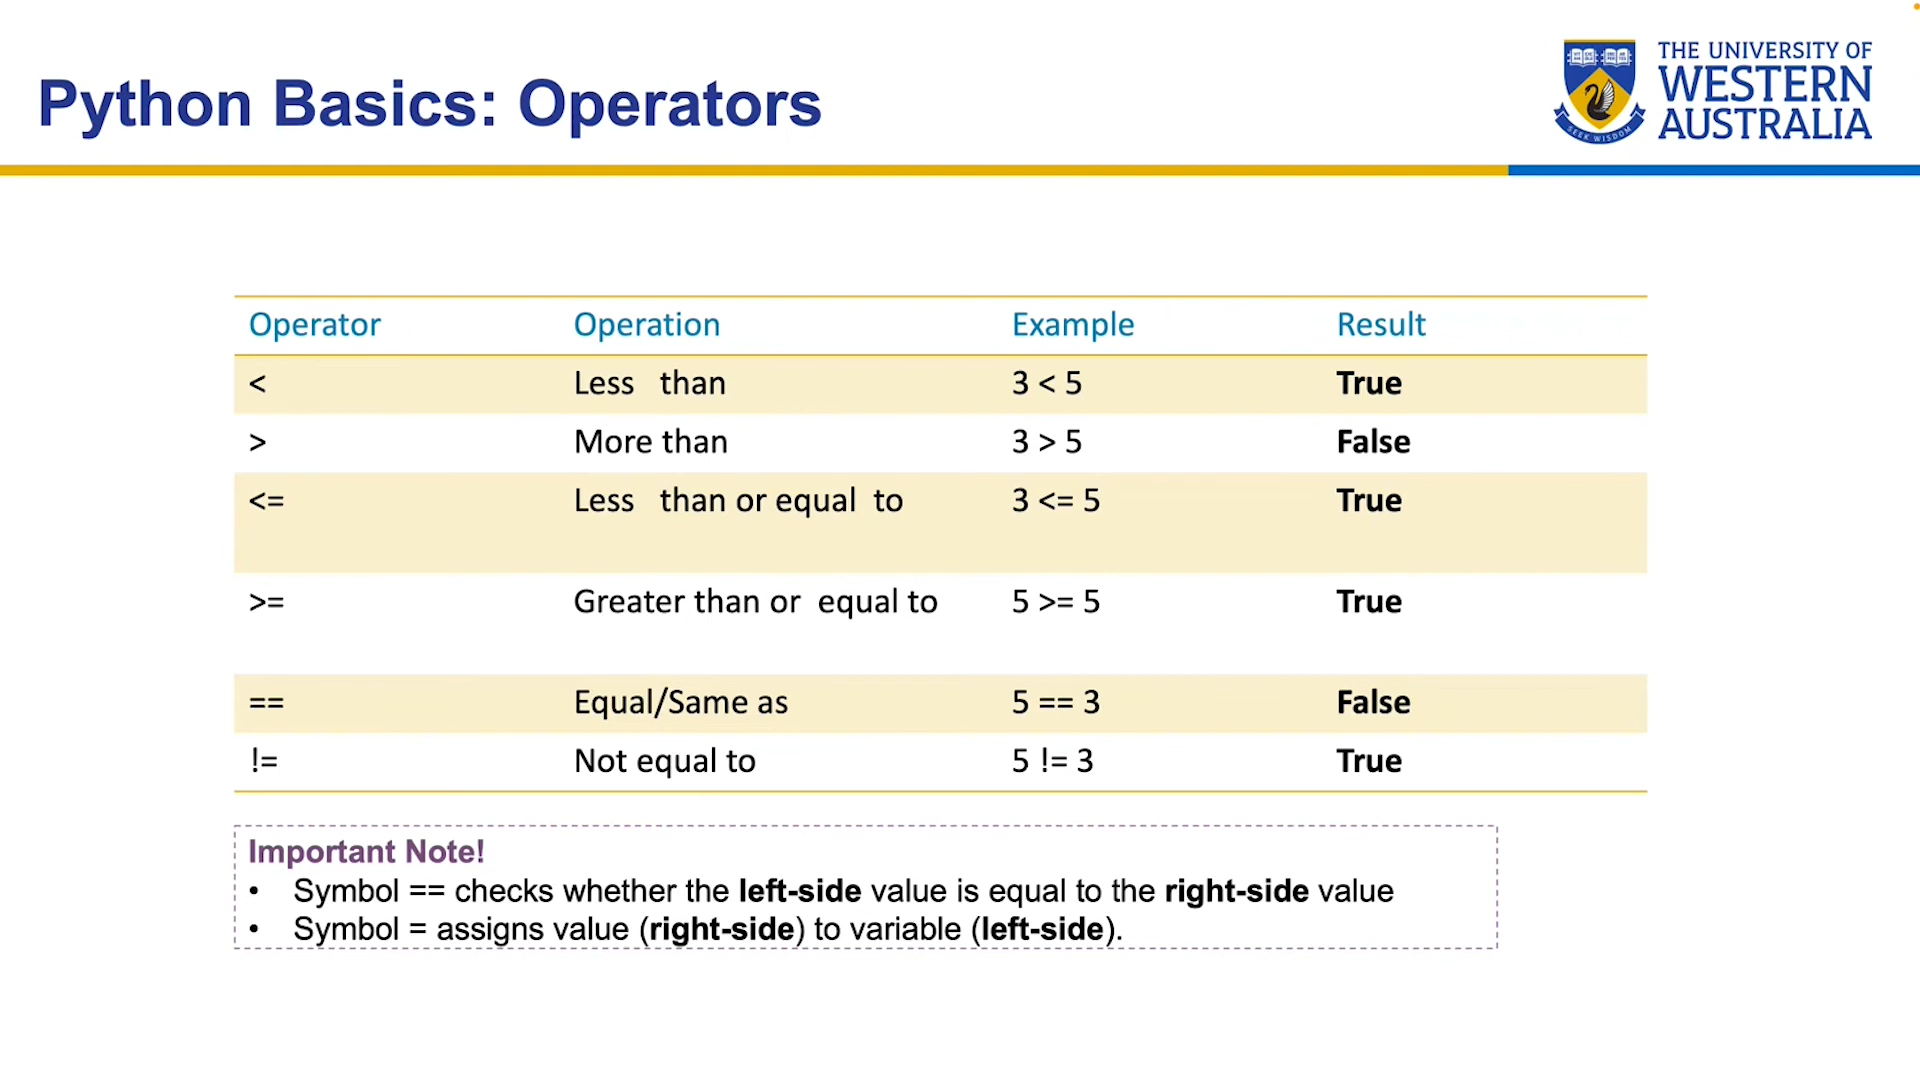 Python Basics: Operators
THE UNIVERSITY OF
WESTERN
AUSTRALIA
SEEK WISDOM
Operator Operation Example Result
< Less than 3 < 5 True
> More than 3 > 5 False
<= Less than or equal to 3 <= 5 True
>= Greater than or equal to 5 >= 5 True
== Equal/Same as 5 == 3 False
!= Not equal to 5 != 3 True
Important Note!
• Symbol == checks whether the left-side value is equal to the right-side value
• Symbol = assigns value (right-side) to variable (left-side).